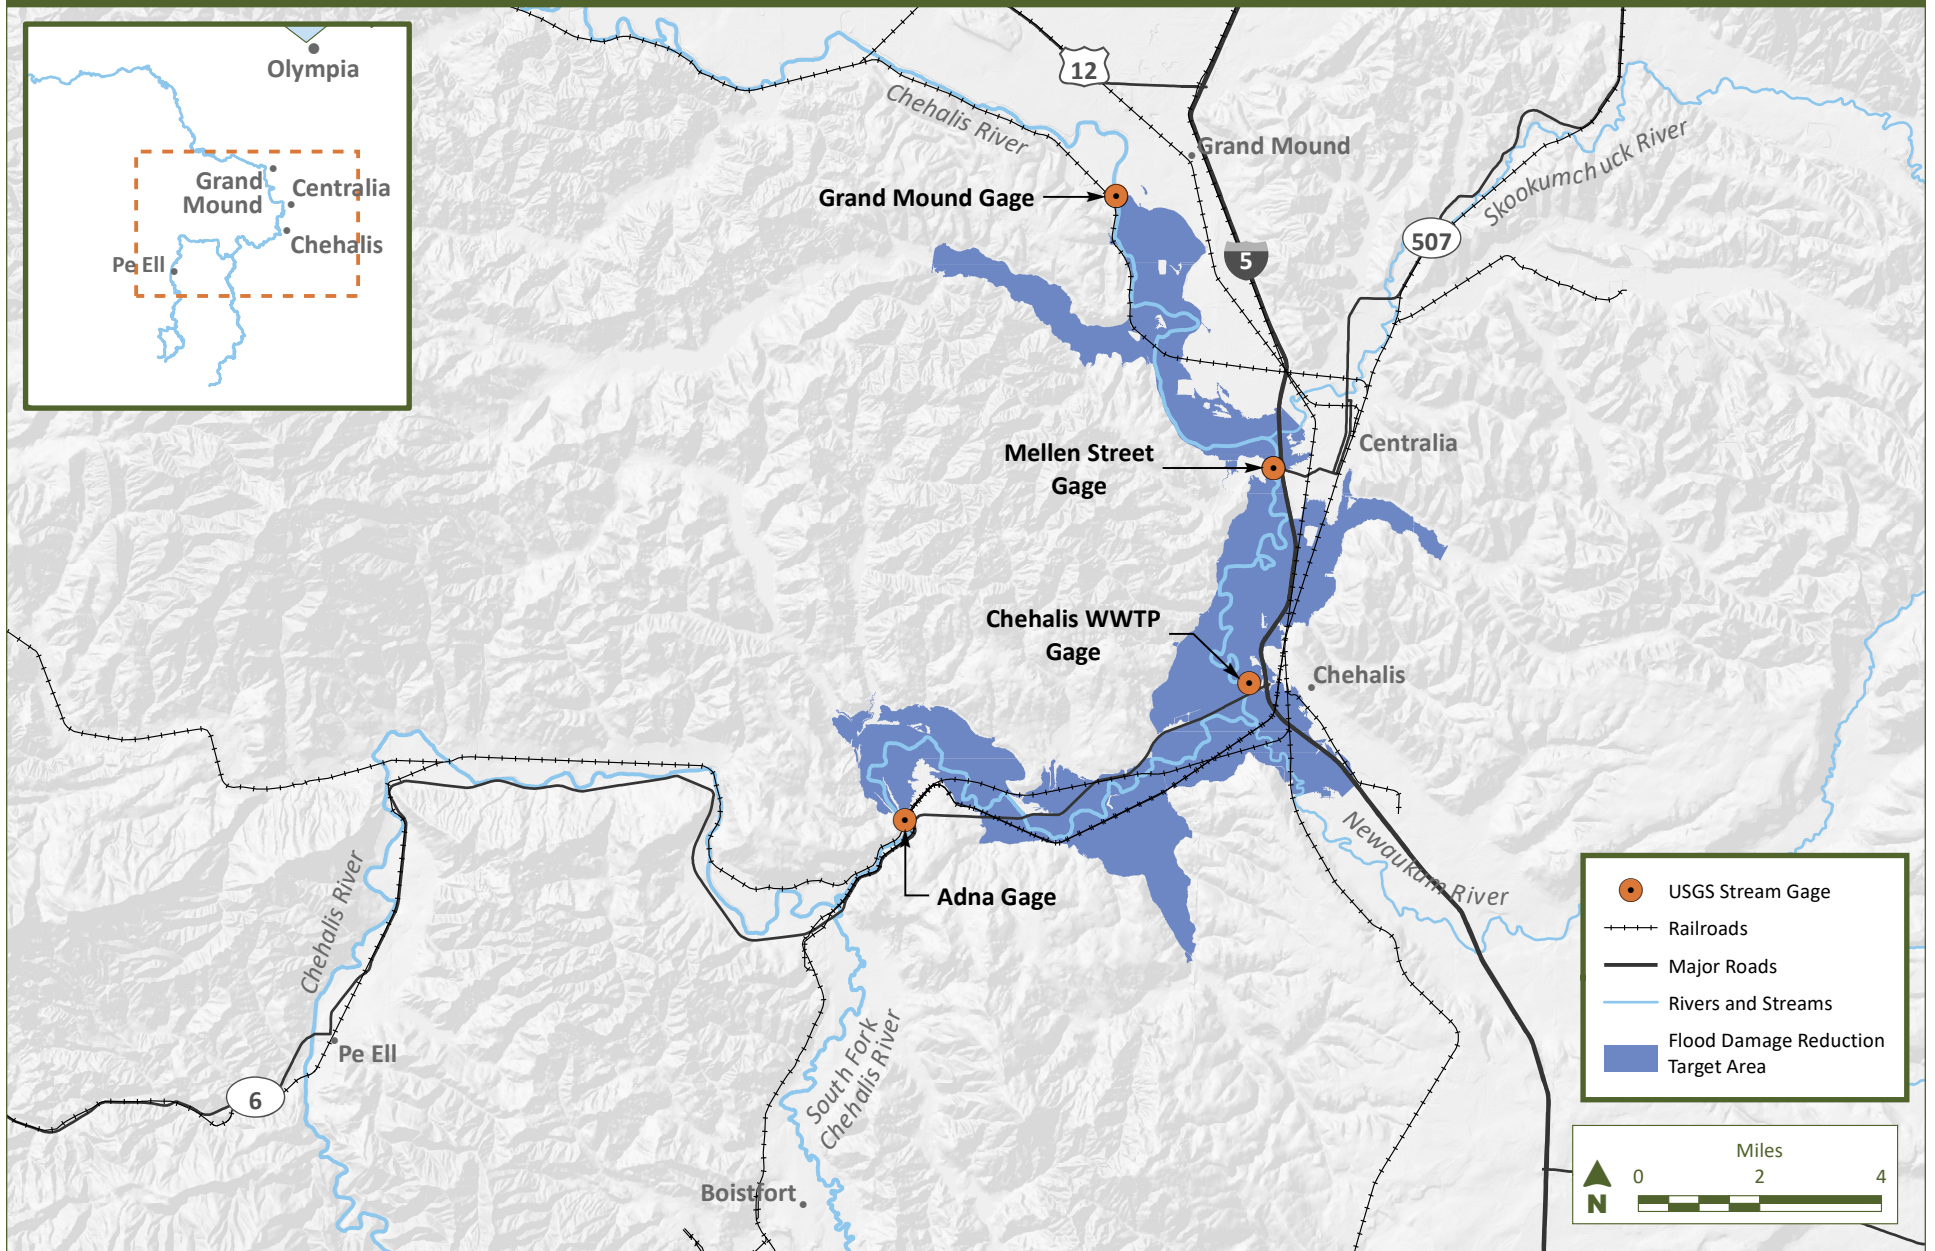 Olympia
Grand
Mound
Centralia
Chehalis
Pe Ell
12
Chehalis River
Grand Mound
Skookumchuck River
Grand Mound Gage
507
5
Mellen Street
Gage
Centralia
Chehalis WWTP
Gage
Chehalis
Newaukum River
Adna Gage
Chehalis River
Pe Ell
6
South Fork
Chehalis River
Boistfort
USGS Stream Gage
Railroads
Major Roads
Rivers and Streams
Flood Damage Reduction
Target Area
Miles
0 2 4
N